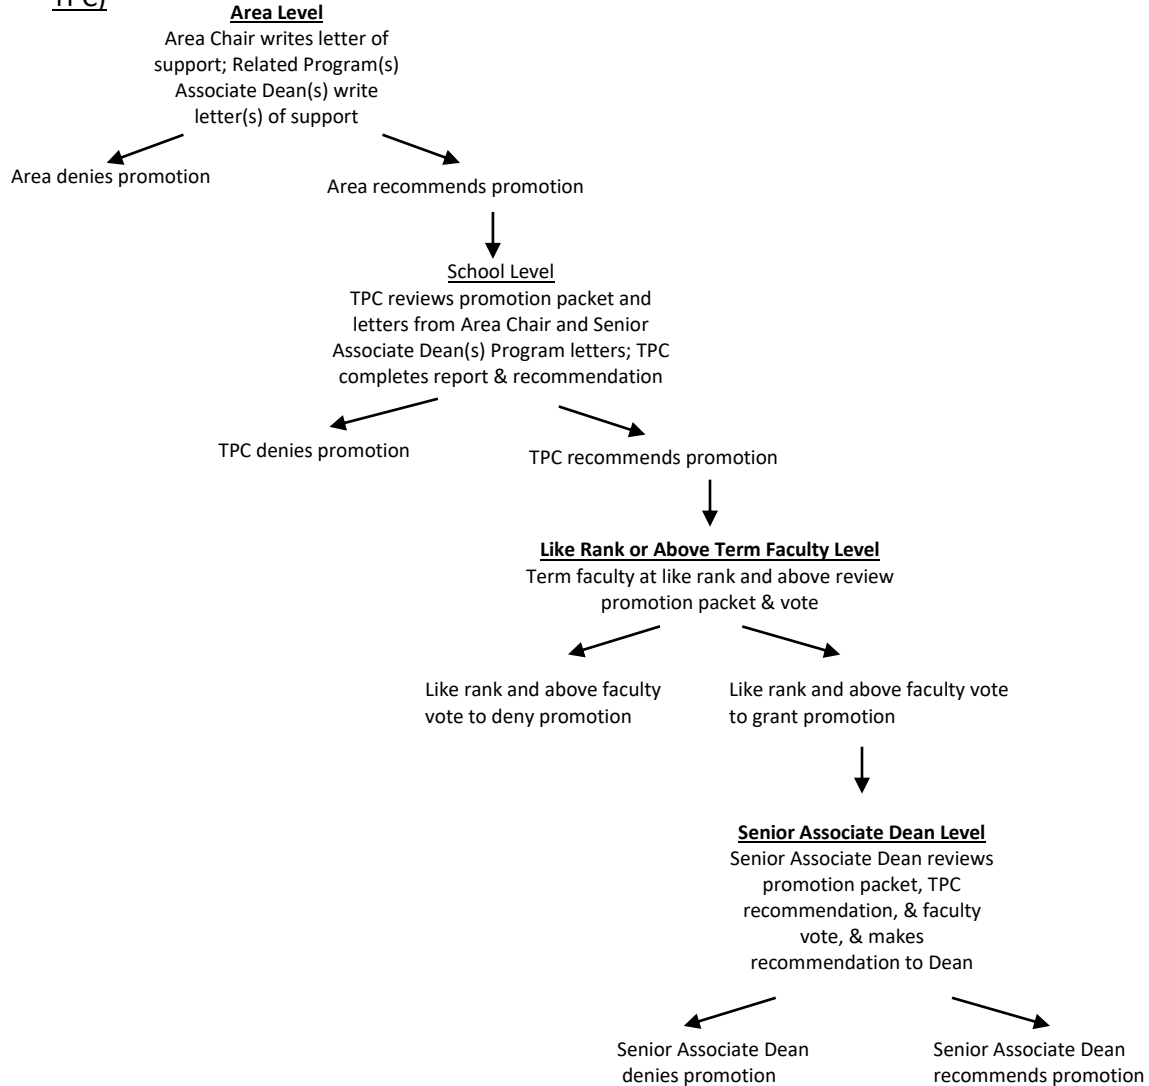 TPC)
Area Level
Area Chair writes letter of
support; Related Program(s)
Associate Dean(s) write
letter(s) of support
Area denies promotion
Area recommends promotion
School Level
TPC reviews promotion packet and
letters from Area Chair and Senior
Associate Dean(s) Program letters; TPC
completes report & recommendation
TPC denies promotion
TPC recommends promotion
Like Rank or Above Term Faculty Level
Term faculty at like rank and above review
promotion packet & vote
Like rank and above faculty
vote to deny promotion
Like rank and above faculty vote
to grant promotion
Senior Associate Dean Level
Senior Associate Dean reviews
promotion packet, TPC
recommendation, & faculty
vote, & makes
recommendation to Dean
Senior Associate Dean
denies promotion
Senior Associate Dean
recommends promotion